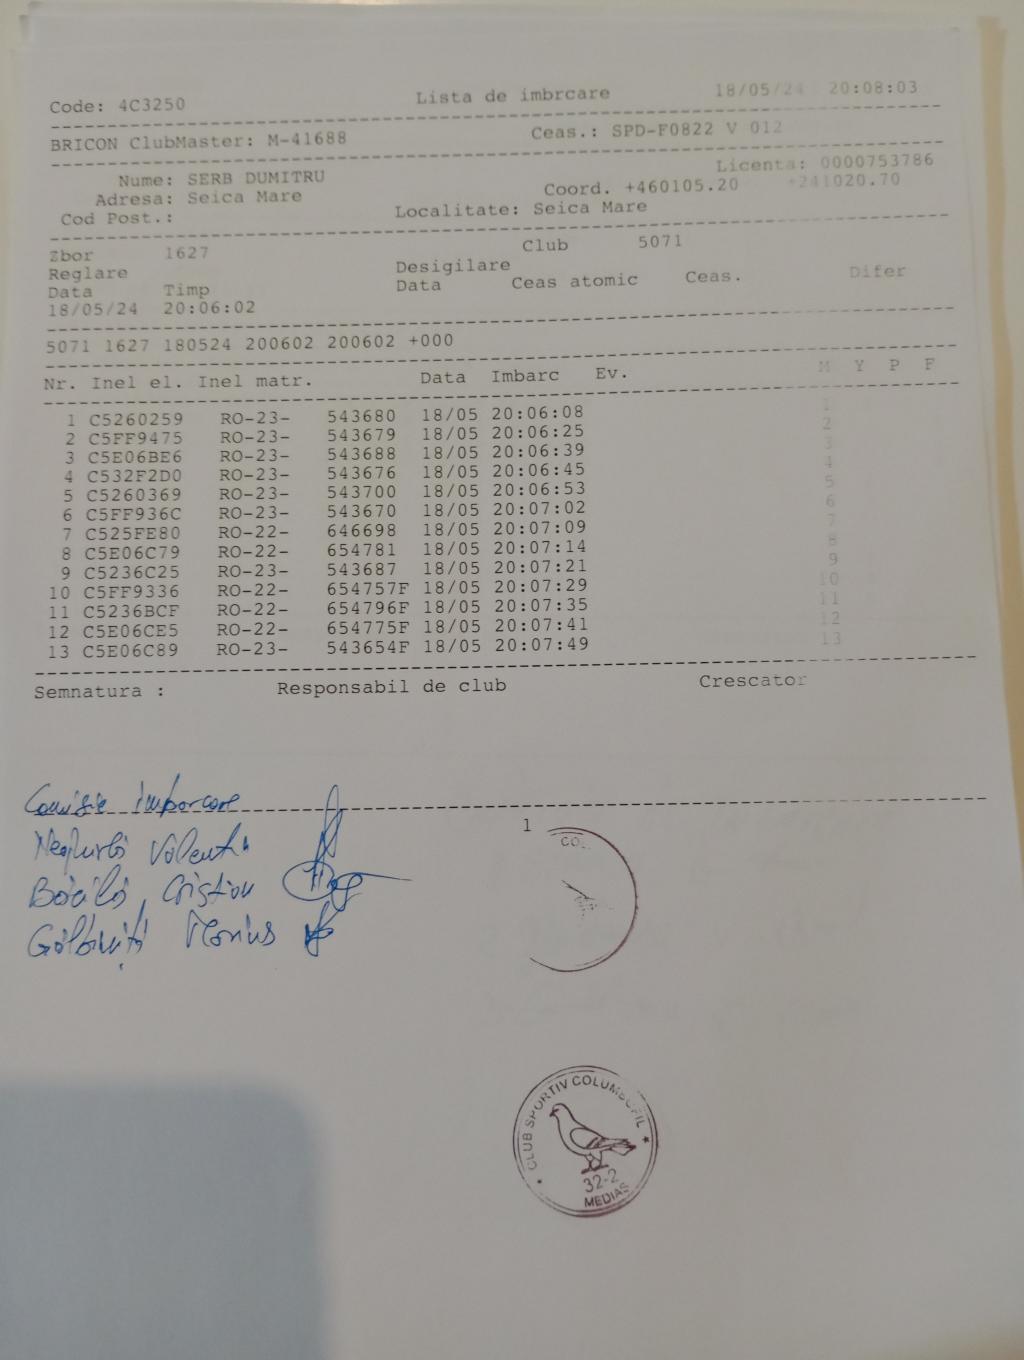 Code: 4C3250 Lista de imbrcare 18/05/24 20:08:03
BRICON ClubMaster: M-41688 Ceas.: SPD-F0822 V 012
Nume: SERB DUMITRU Licenta: 0000753786
Adresa: Seica Mare Coord. +460105.20 +241020.70
Cod Post.: Localitate: Seica Mare
Zbor 1627 Club 5071
Reglare Desigilare
Data Timp Data Ceas atomic Ceas. Difer
18/05/24 20:06:02
5071 1627 180524 200602 200602 +000
Nr. Inel el. Inel matr. Data Imbarc Ev. M Y P F
1 C5260259 RO-23- 543680 18/05 20:06:08 1
2 C5FF9475 RO-23- 543679 18/05 20:06:25 2
3 C5E06BE6 RO-23- 543688 18/05 20:06:39 3
4 C532F2D0 RO-23- 543676 18/05 20:06:45 4
5 C5260369 RO-23- 543700 18/05 20:06:53 5
6 C5FF936C RO-23- 543670 18/05 20:07:02 6
7 C525FE80 RO-22- 646698 18/05 20:07:09 7
8 C5E06C79 RO-22- 654781 18/05 20:07:14 8
9 C5236C25 RO-23- 543687 18/05 20:07:21 9
10 C5FF9336 RO-22- 654757F 18/05 20:07:29 10
11 C5236BCF RO-22- 654796F 18/05 20:07:35 11
12 C5E06CE5 RO-22- 654775F 18/05 20:07:41 12
13 C5E06C89 RO-23- 543654F 18/05 20:07:49 13
Semnatura : Responsabil de club Crescator
Comisie imbarcare
1
Valentin
Cristian
Marius
CLUB SPORTIV COLUMBOFIL
32-2
MEDIAS